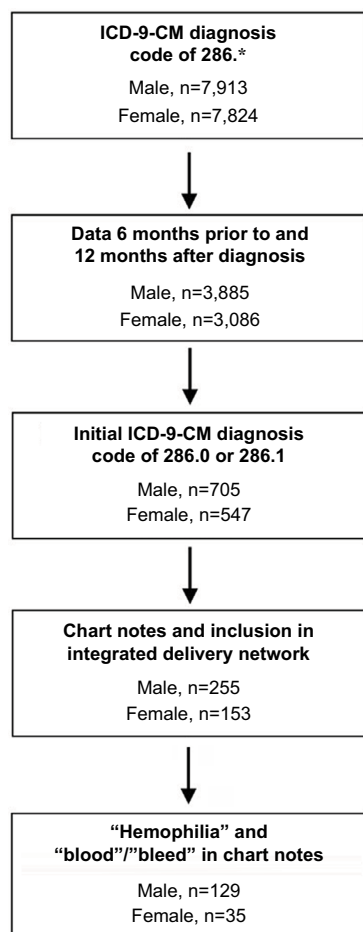 ICD-9-CM diagnosis
code of 286.*
Male, n=7,913
Female, n=7,824
Data 6 months prior to and
12 months after diagnosis
Male, n=3,885
Female, n=3,086
Initial ICD-9-CM diagnosis
code of 286.0 or 286.1
Male, n=705
Female, n=547
Chart notes and inclusion in
integrated delivery network
Male, n=255
Female, n=153
“Hemophilia” and
“blood”/”bleed” in chart notes
Male, n=129
Female, n=35